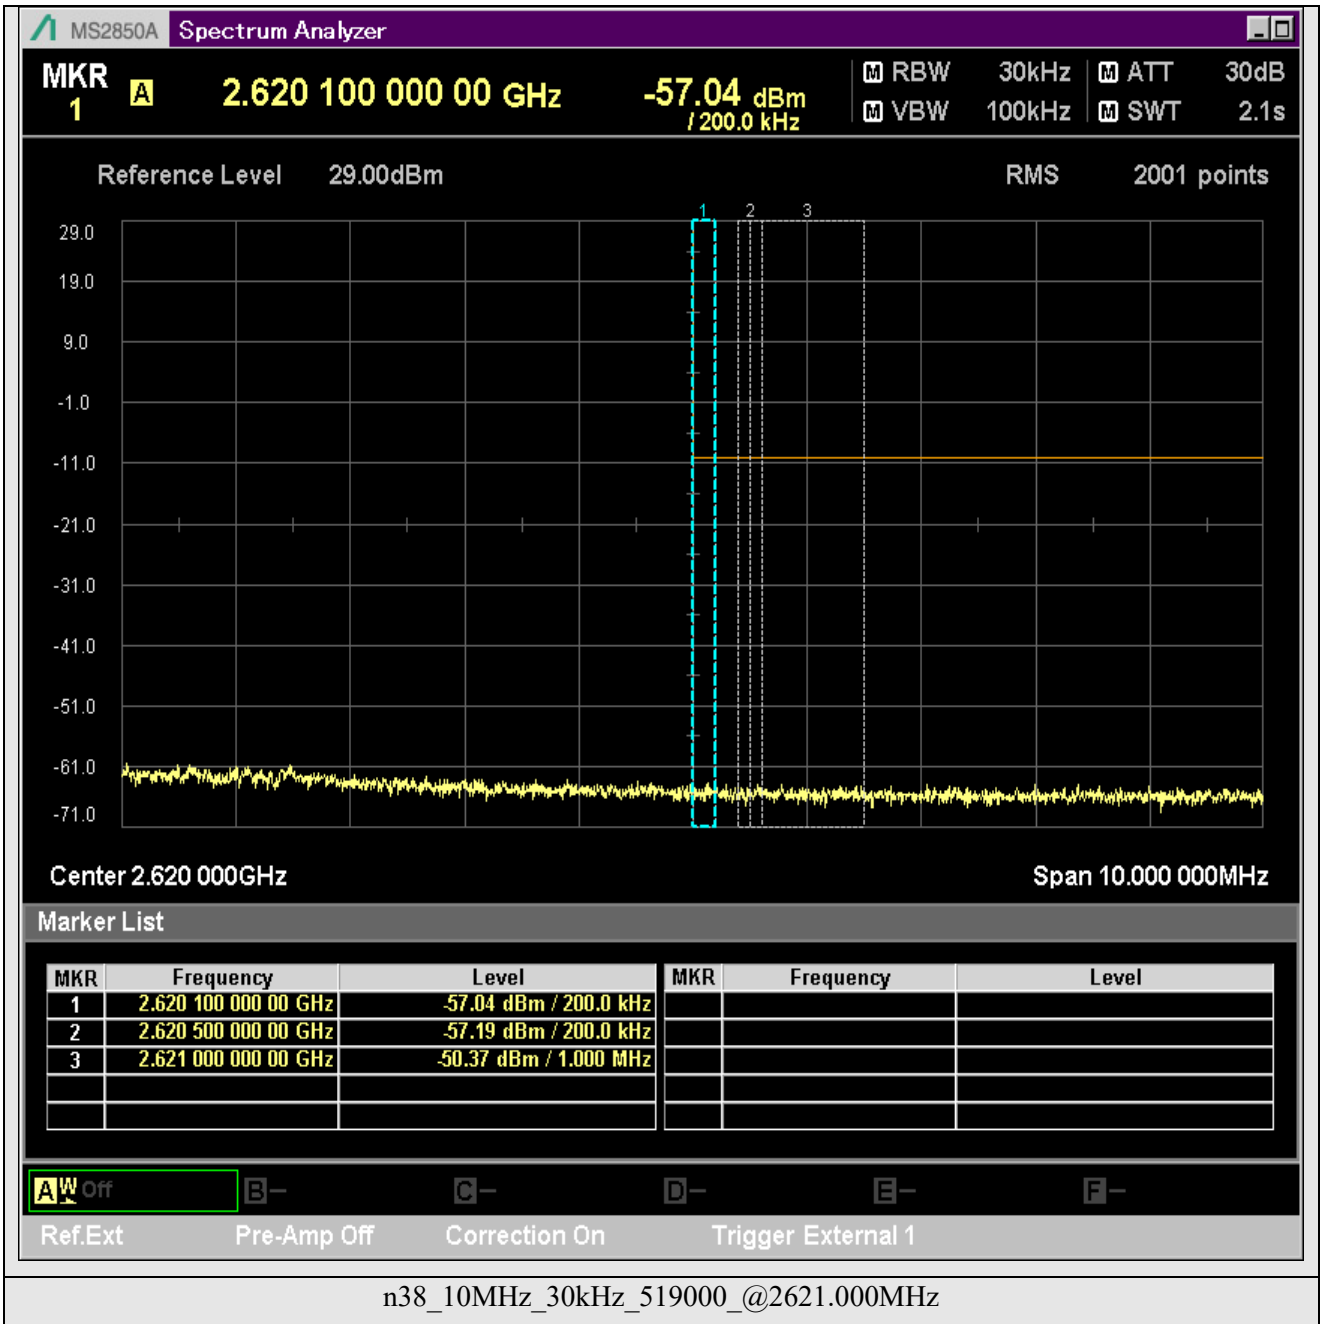 MS2850A Spectrum Analyzer
MKR 1 A 2.620 100 000 00 GHz -57.04 dBm / 200.0 kHz
M RBW 30kHz M ATT 30dB
M VBW 100kHz M SWT 2.1s
Reference Level 29.00dBm RMS 2001 points
1 2 3
29.0
19.0
9.0
-1.0
-11.0
-21.0
-31.0
-41.0
-51.0
-61.0
-71.0
Center 2.620 000GHz Span 10.000 000MHz
Marker List
MKR Frequency Level MKR Frequency Level
1 2.620 100 000 00 GHz -57.04 dBm / 200.0 kHz
2 2.620 500 000 00 GHz -57.19 dBm / 200.0 kHz
3 2.621 000 000 00 GHz -50.37 dBm / 1.000 MHz
A W Off B - C - D - E - F -
Ref.Ext Pre-Amp Off Correction On Trigger External 1
n38_10MHz_30kHz_519000_@2621.000MHz